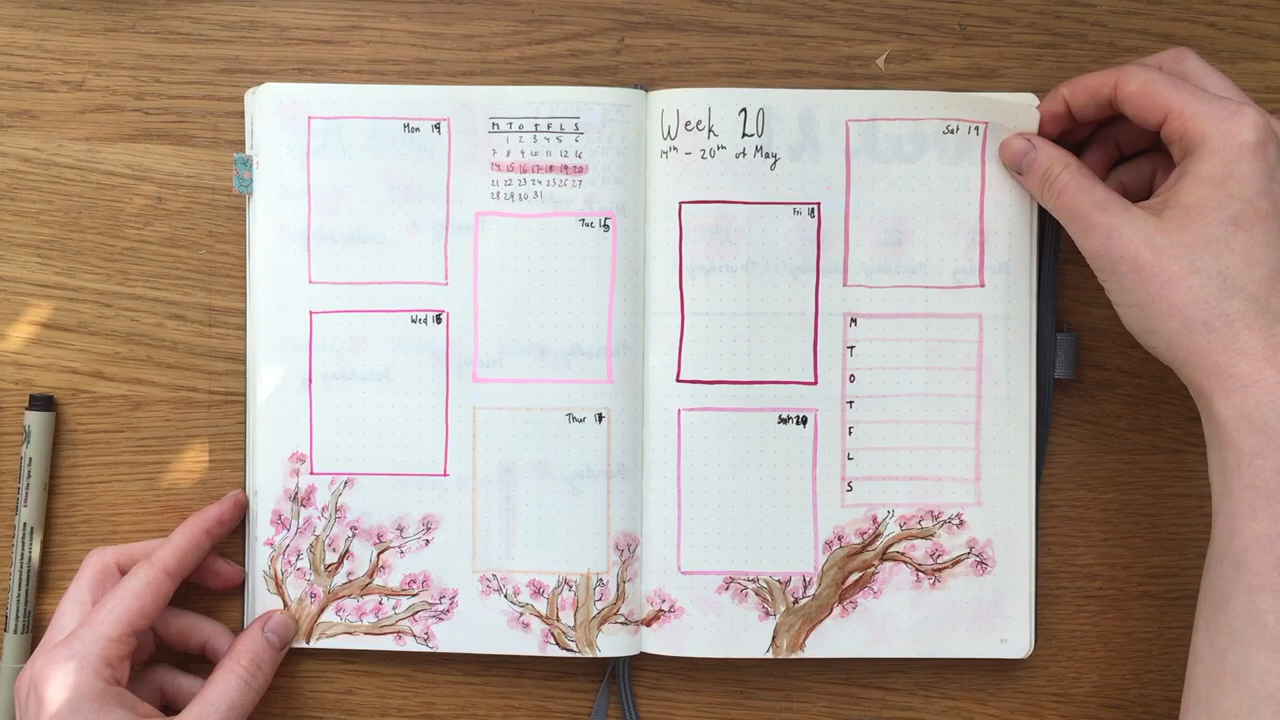 Mon 14
M T O T F L S
1 2 3 4 5 6
7 8 9 10 11 12 13
14 15 16 17 18 19 20
21 22 23 24 25 26 27
28 29 30 31
Tue 15
Wed 16
Thur 17
Week 20
14th - 20th of May
Fri 18
Sat 19
Sun 20
M
T
O
T
F
L
S
89